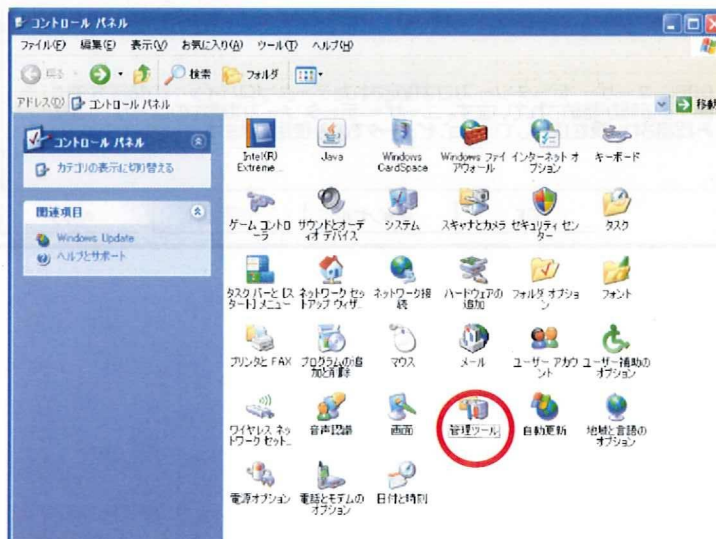 コントロール パネル
ファイル(F) 編集(E) 表示(V) お気に入り(A) ツール(T) ヘルプ(H)
戻る 検索 フォルダ
アドレス(D) コントロール パネル 移動
コントロール パネル
カテゴリの表示に切り替える
関連項目
Windows Update
ヘルプとサポート
Intel(R)
Extreme...
Java
Windows
CardSpace
Windows ファイ
アウォール
インターネット オ
プション
キーボード
ゲーム コントロ
ーラ
サウンドとオーデ
ィオ デバイス
システム
スキャナとカメラ
セキュリティ セン
ター
タスク
タスク バーと [ス
タート] メニュー
ネットワーク セッ
トアップ ウィザ...
ネットワーク接
続
ハードウェアの
追加
フォルダ オプショ
ン
フォント
プリンタと FAX
プログラムの追
加と削除
マウス
メール
ユーザー アカウ
ント
ユーザー補助の
オプション
ワイヤレス ネッ
トワーク セット...
音声認識
画面
管理ツール
自動更新
地域と言語の
オプション
電源オプション
電話とモデムの
オプション
日付と時刻